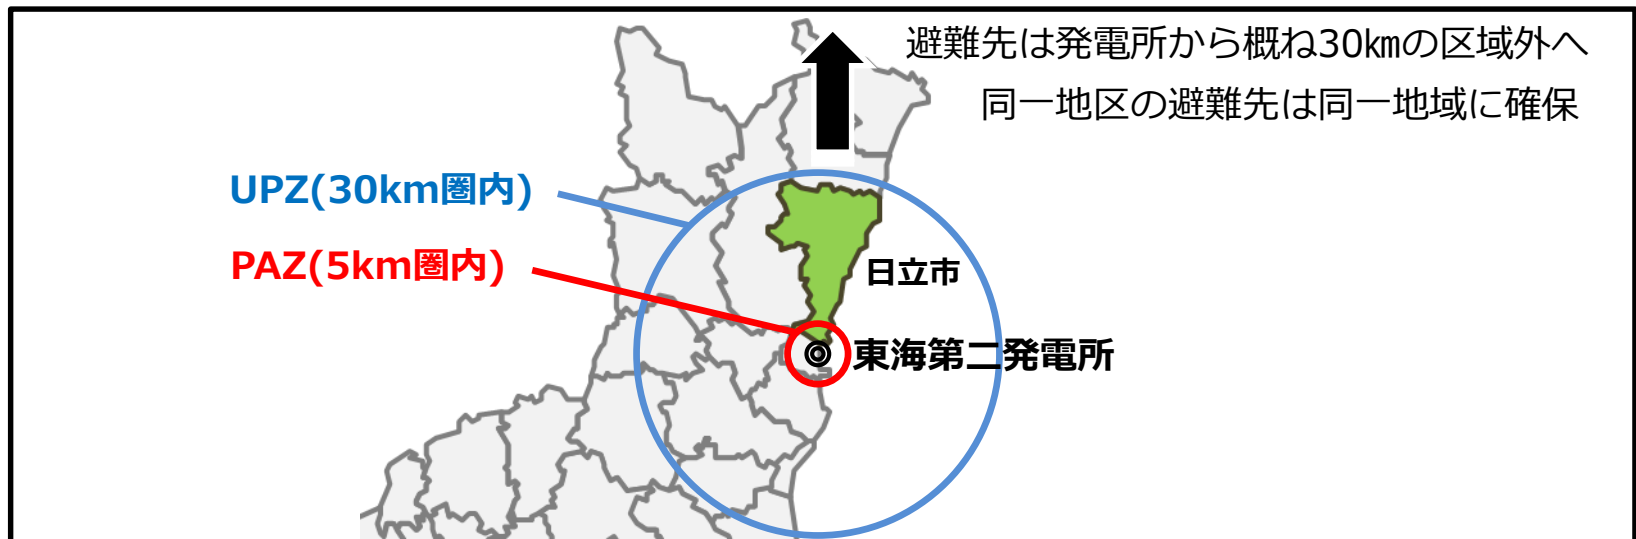 避難先は発電所から概ね30㎞の区域外へ
同一地区の避難先は同一地域に確保
UPZ(30km圏内)
PAZ(5km圏内)
日立市
東海第二発電所